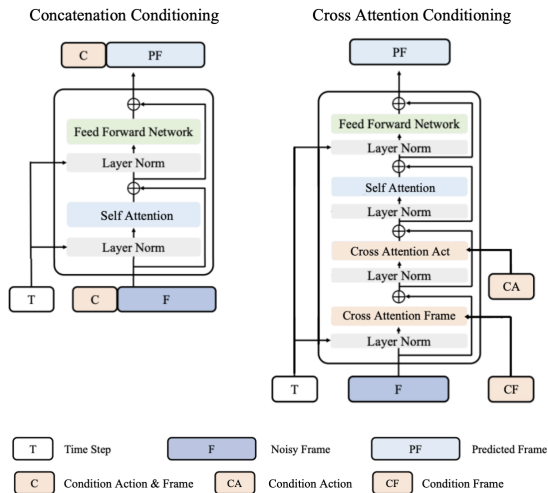 Concatenation Conditioning
C PF
Feed Forward Network
Layer Norm
Self Attention
Layer Norm
T C F
Cross Attention Conditioning
PF
Feed Forward Network
Layer Norm
Self Attention
Layer Norm
Cross Attention Act
Layer Norm
CA
Cross Attention Frame
Layer Norm
T F CF
T Time Step F Noisy Frame PF Predicted Frame
C Condition Action & Frame CA Condition Action CF Condition Frame